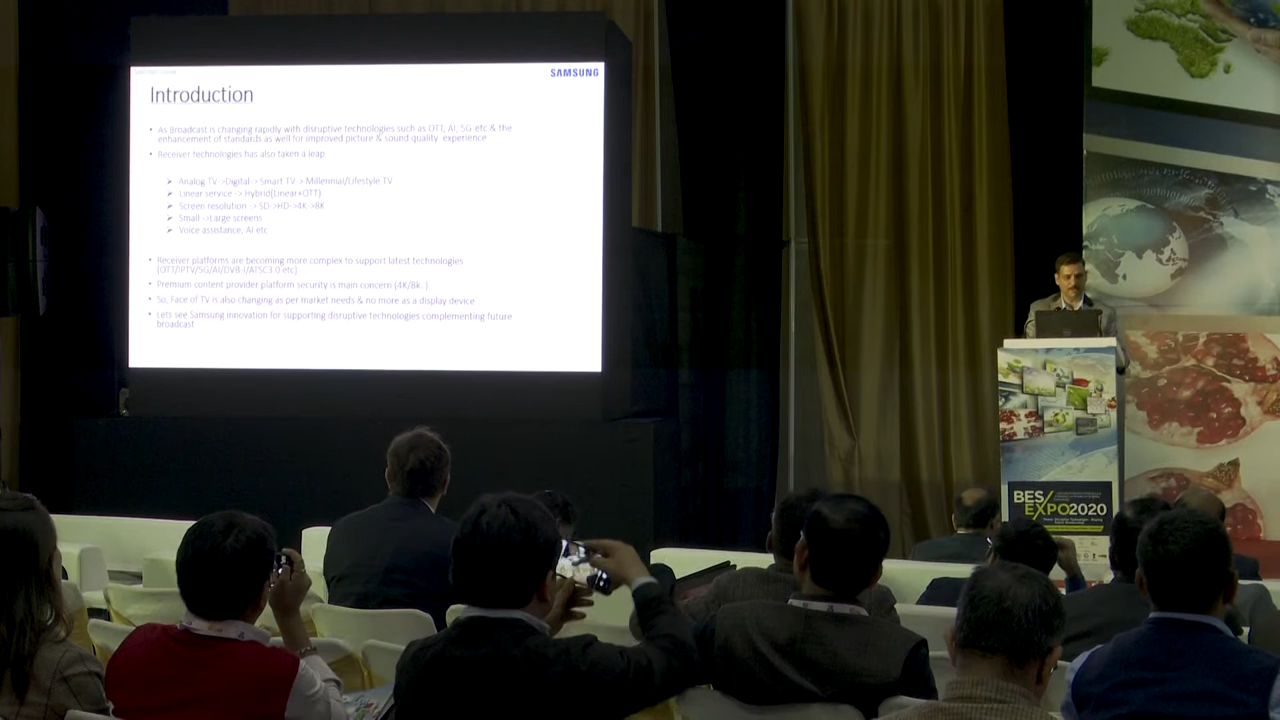 SAMSUNG
Introduction
• As Broadcast is changing rapidly with disruptive technologies such as OTT, AI, 5G etc & the
enhancement of standards as well for improved picture & sound quality experience
• Receiver technologies has also taken a leap
➢ Analog TV ->Digital -> Smart TV -> Millennial/Lifestyle TV
➢ Linear service -> Hybrid(Linear+OTT)
➢ Screen resolution -> SD->HD->4K->8K
➢ Small ->Large screens
➢ Voice assistance, AI etc
• Receiver platforms are becoming more complex to support latest technologies
(OTT/IPTV/5G/AI/DVB-I/ATSC3.0 etc)
• Premium content provider platform security is main concern (4K/8k..)
• So, Face of TV is also changing as per market needs & no more as a display device
• Lets see Samsung innovation for supporting disruptive technologies complementing future
broadcast
BES/
EXPO2020